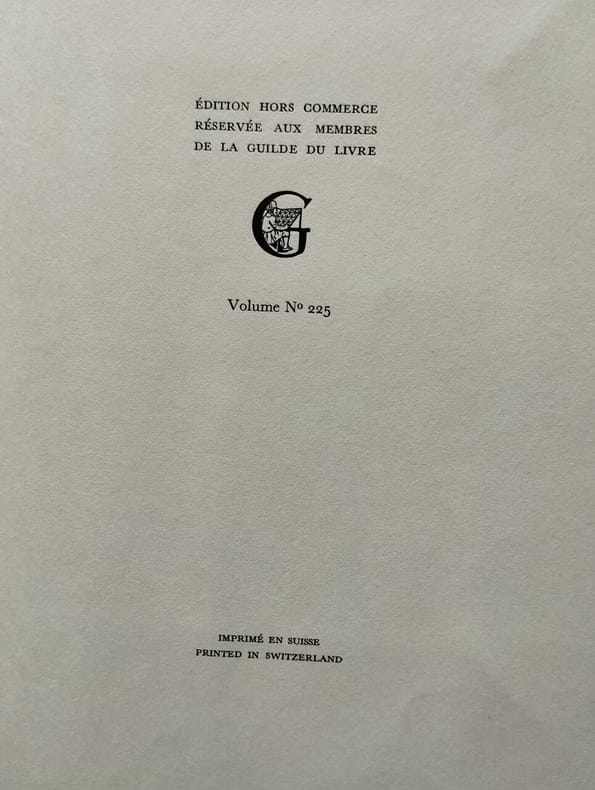 ÉDITION HORS COMMERCE
RÉSERVÉE AUX MEMBRES
DE LA GUILDE DU LIVRE
G
Volume Nº 225
IMPRIMÉ EN SUISSE
PRINTED IN SWITZERLAND